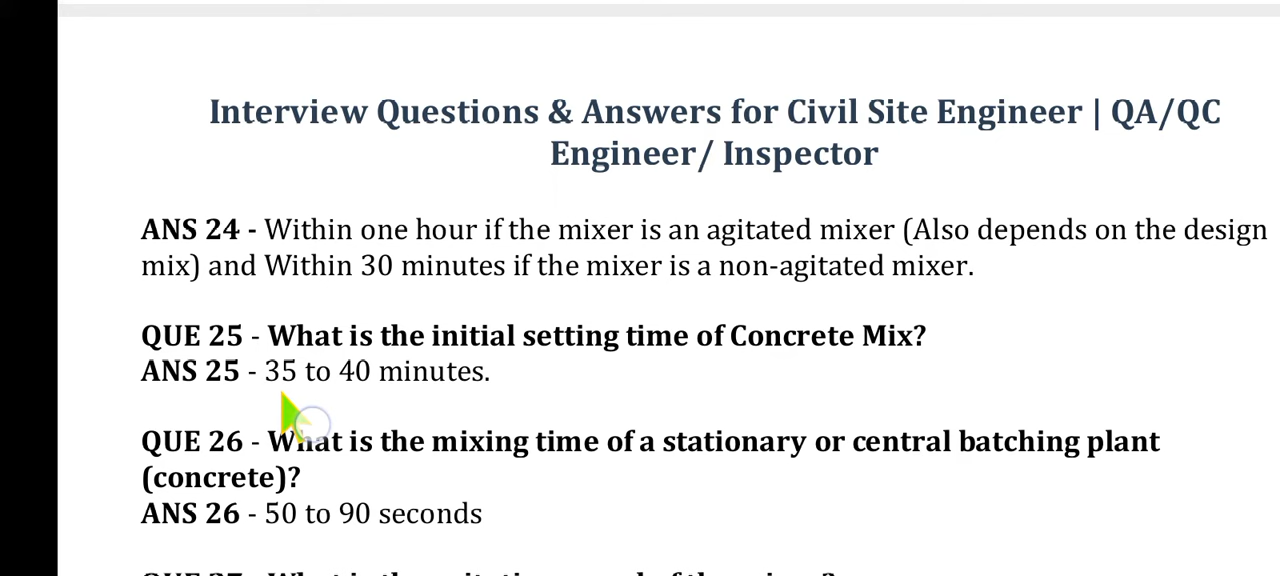 Interview Questions & Answers for Civil Site Engineer | QA/QC
Engineer/ Inspector
ANS 24 - Within one hour if the mixer is an agitated mixer (Also depends on the design
mix) and Within 30 minutes if the mixer is a non-agitated mixer.
QUE 25 - What is the initial setting time of Concrete Mix?
ANS 25 - 35 to 40 minutes.
QUE 26 - What is the mixing time of a stationary or central batching plant
(concrete)?
ANS 26 - 50 to 90 seconds